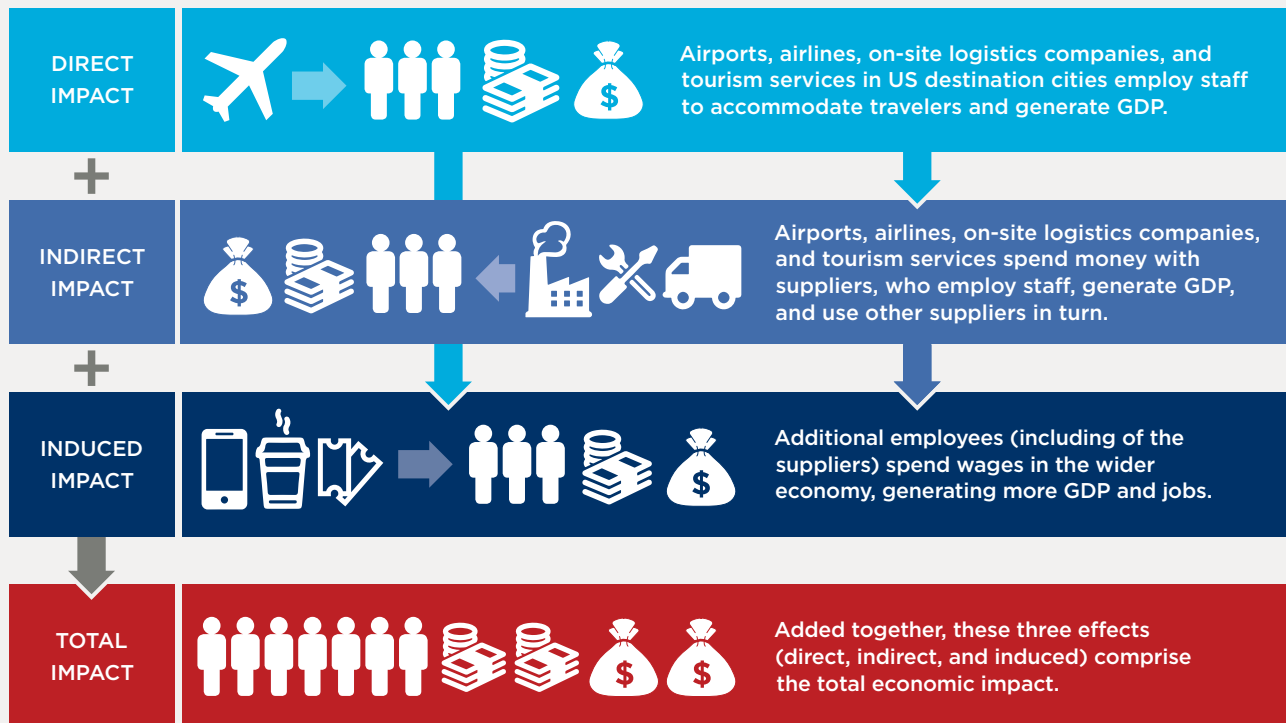 DIRECT
IMPACT
$
Airports, airlines, on-site logistics companies, and
tourism services in US destination cities employ staff
to accommodate travelers and generate GDP.
+
INDIRECT
IMPACT
$
Airports, airlines, on-site logistics companies,
and tourism services spend money with
suppliers, who employ staff, generate GDP,
and use other suppliers in turn.
+
INDUCED
IMPACT
$
Additional employees (including of the
suppliers) spend wages in the wider
economy, generating more GDP and jobs.
TOTAL
IMPACT
$ $
Added together, these three effects
(direct, indirect, and induced) comprise
the total economic impact.